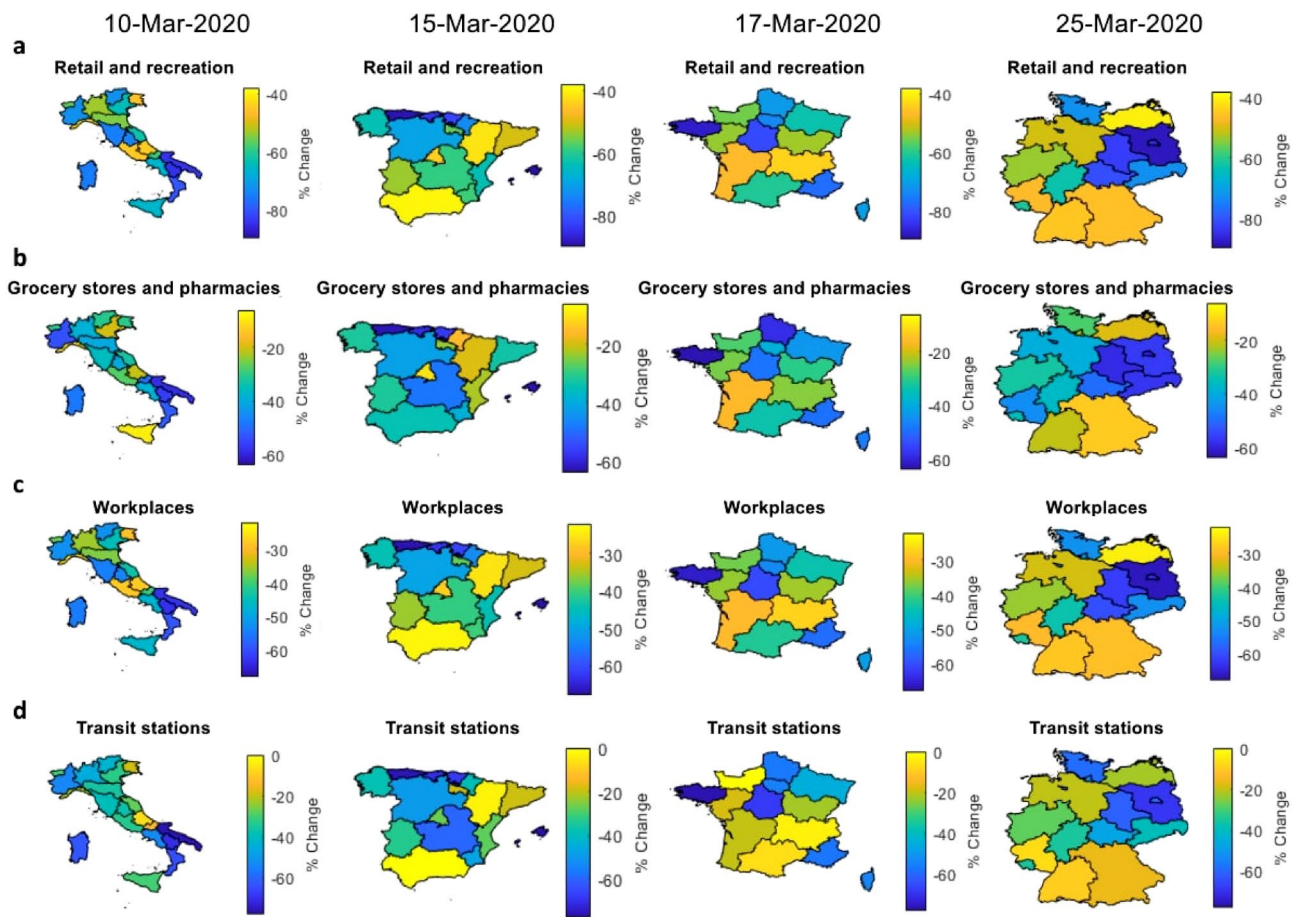 10-Mar-2020 15-Mar-2020 17-Mar-2020 25-Mar-2020
a
Retail and recreation Retail and recreation Retail and recreation Retail and recreation
-40 -40 -40 -40
-60 -60 -60 -60
-80 -80 -80 -80
% Change % Change % Change % Change
b
Grocery stores and pharmacies Grocery stores and pharmacies Grocery stores and pharmacies Grocery stores and pharmacies
-20 -20 -20 -20
-40 -40 -40 -40
-60 -60 -60 -60
% Change % Change % Change % Change
c
Workplaces Workplaces Workplaces Workplaces
-30 -30 -30 -30
-40 -40 -40 -40
-50 -50 -50 -50
-60 -60 -60 -60
% Change % Change % Change % Change
d
Transit stations Transit stations Transit stations Transit stations
0 0 0 0
-20 -20 -20 -20
-40 -40 -40 -40
-60 -60 -60 -60
% Change % Change % Change % Change